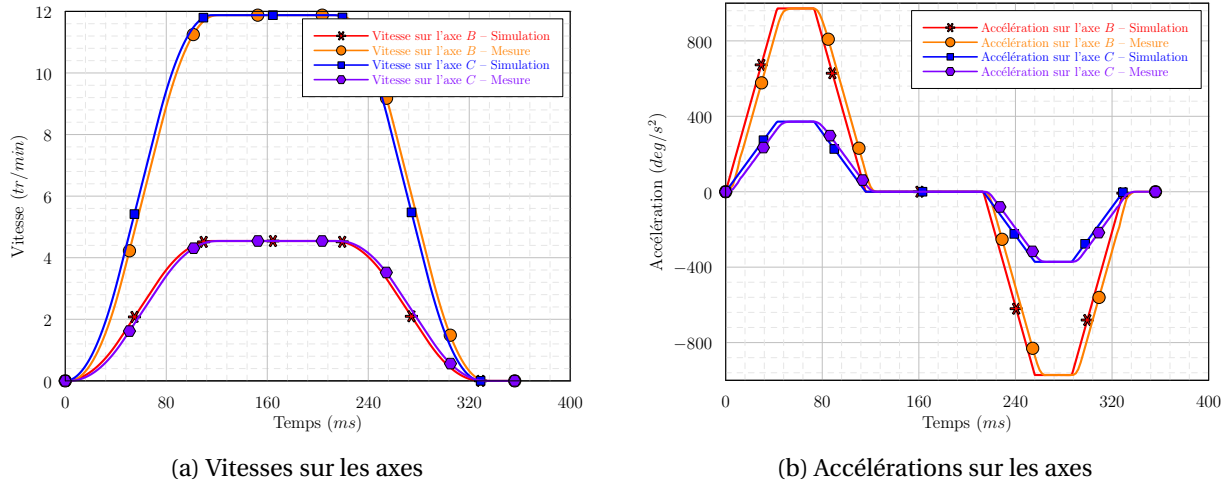 12
10
8
6
4
2
0
Vitesse (tr/min)
Vitesse sur l'axe B – Simulation
Vitesse sur l'axe B – Mesure
Vitesse sur l'axe C – Simulation
Vitesse sur l'axe C – Mesure
0 80 160 240 320 400
Temps (ms)
(a) Vitesses sur les axes
800
400
0
−400
−800
Accélération (deg/s²)
Accélération sur l'axe B – Simulation
Accélération sur l'axe B – Mesure
Accélération sur l'axe C – Simulation
Accélération sur l'axe C – Mesure
0 80 160 240 320 400
Temps (ms)
(b) Accélérations sur les axes